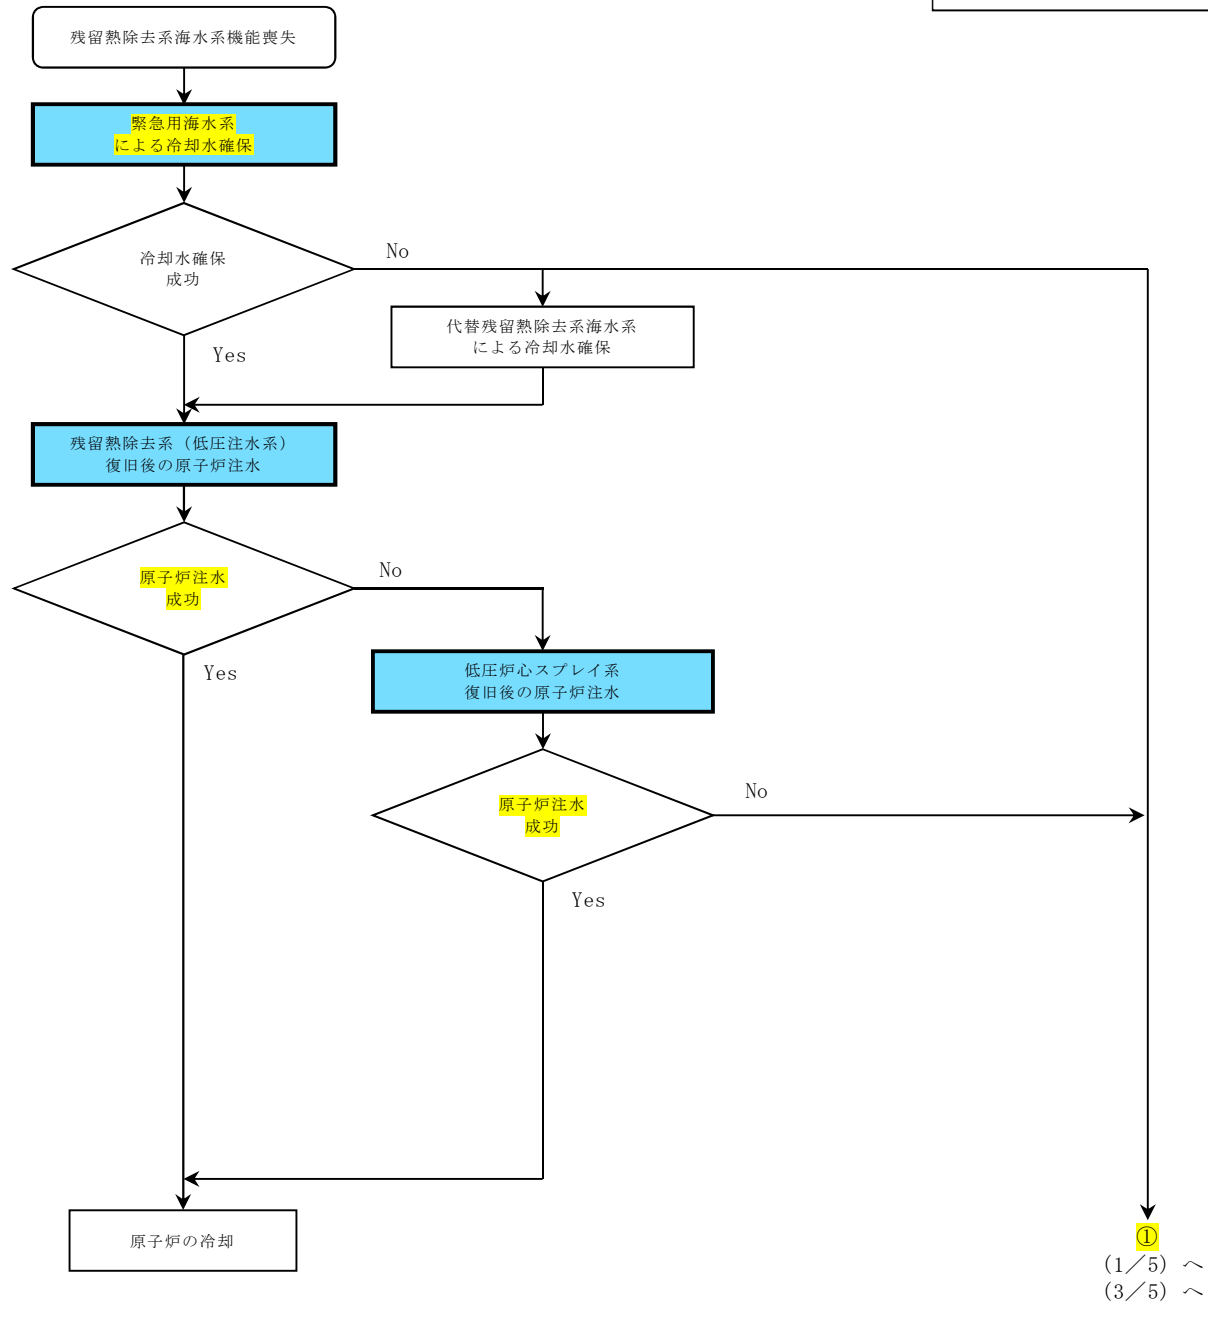 残留熱除去系海水系機能喪失
緊急用海水系
による冷却水確保
冷却水確保
成功
No
代替残留熱除去系海水系
による冷却水確保
Yes
残留熱除去系（低圧注水系）
復旧後の原子炉注水
原子炉注水
成功
No
Yes
低圧炉心スプレイ系
復旧後の原子炉注水
原子炉注水
成功
No
Yes
原子炉の冷却
①
(1／5) へ
(3／5) へ